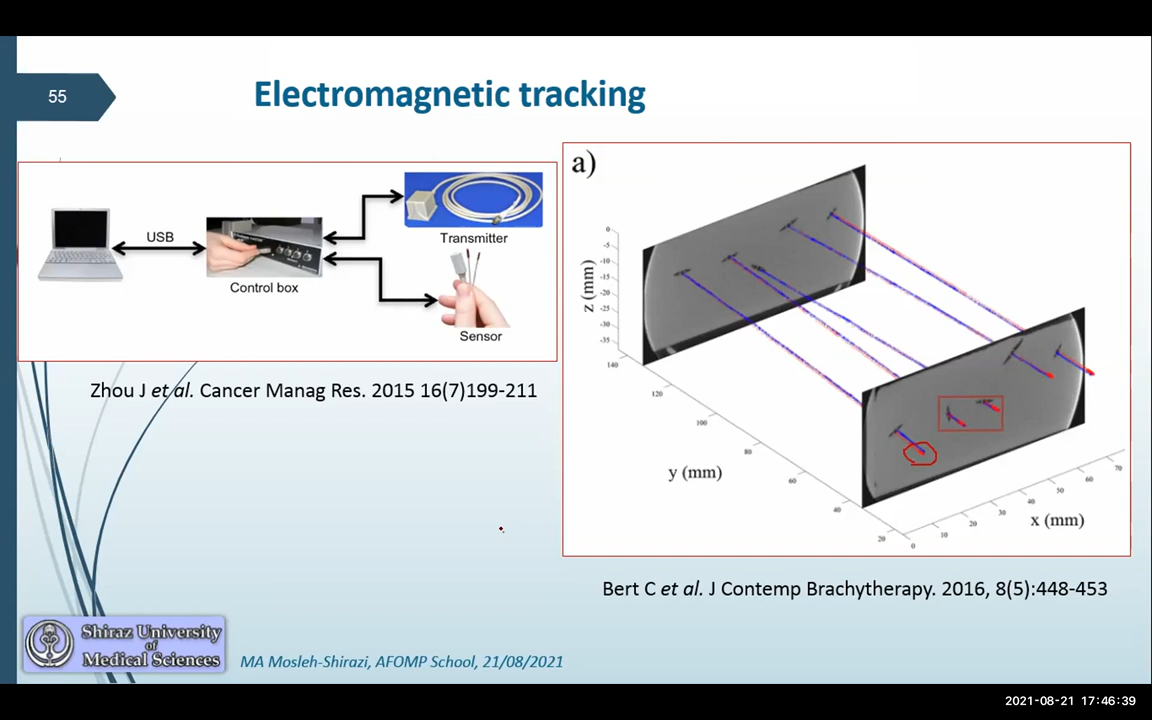 55
Electromagnetic tracking
USB
Control box
Transmitter
Sensor
Zhou J et al. Cancer Manag Res. 2015 16(7)199-211
a)
z (mm)
0
-5
-10
-15
-20
-25
-30
-35
140
120
100
80
60
40
20
y (mm)
0
10
20
30
40
50
60
70
x (mm)
Bert C et al. J Contemp Brachytherapy. 2016, 8(5):448-453
Shiraz University
of
Medical Sciences
MA Mosleh-Shirazi, AFOMP School, 21/08/2021
2021-08-21 17:46:39